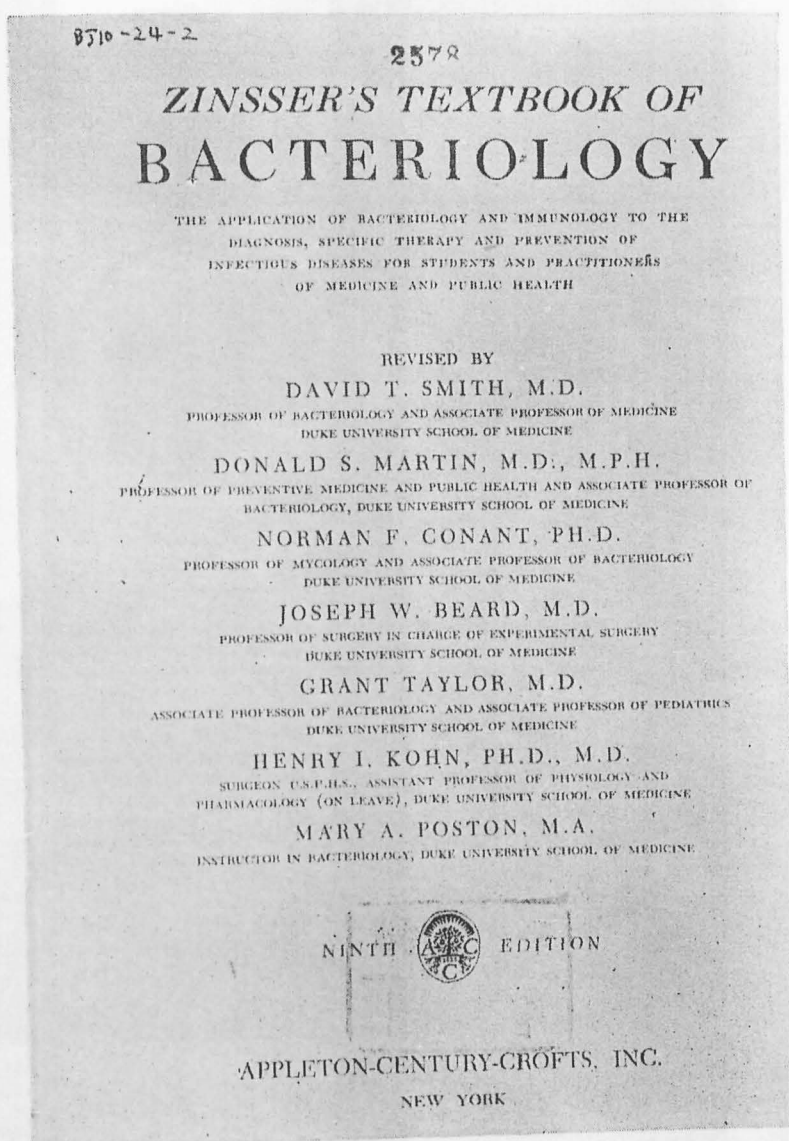 BJ10-24-2
2578
ZINSSER'S TEXTBOOK OF
BACTERIOLOGY
THE APPLICATION OF BACTERIOLOGY AND IMMUNOLOGY TO THE
DIAGNOSIS, SPECIFIC THERAPY AND PREVENTION OF
INFECTIOUS DISEASES FOR STUDENTS AND PRACTITIONERS
OF MEDICINE AND PUBLIC HEALTH
REVISED BY
DAVID T. SMITH, M.D.
PROFESSOR OF BACTERIOLOGY AND ASSOCIATE PROFESSOR OF MEDICINE
DUKE UNIVERSITY SCHOOL OF MEDICINE
DONALD S. MARTIN, M.D., M.P.H.
PROFESSOR OF PREVENTIVE MEDICINE AND PUBLIC HEALTH AND ASSOCIATE PROFESSOR OF
BACTERIOLOGY, DUKE UNIVERSITY SCHOOL OF MEDICINE
NORMAN F. CONANT, PH.D.
PROFESSOR OF MYCOLOGY AND ASSOCIATE PROFESSOR OF BACTERIOLOGY
DUKE UNIVERSITY SCHOOL OF MEDICINE
JOSEPH W. BEARD, M.D.
PROFESSOR OF SURGERY IN CHARGE OF EXPERIMENTAL SURGERY
DUKE UNIVERSITY SCHOOL OF MEDICINE
GRANT TAYLOR, M.D.
ASSOCIATE PROFESSOR OF BACTERIOLOGY AND ASSOCIATE PROFESSOR OF PEDIATRICS
DUKE UNIVERSITY SCHOOL OF MEDICINE
HENRY I. KOHN, PH.D., M.D.
SURGEON U.S.P.H.S., ASSISTANT PROFESSOR OF PHYSIOLOGY AND
PHARMACOLOGY (ON LEAVE), DUKE UNIVERSITY SCHOOL OF MEDICINE
MARY A. POSTON, M.A.
INSTRUCTOR IN BACTERIOLOGY, DUKE UNIVERSITY SCHOOL OF MEDICINE
NINTH ACC EDITION
APPLETON-CENTURY-CROFTS, INC.
NEW YORK